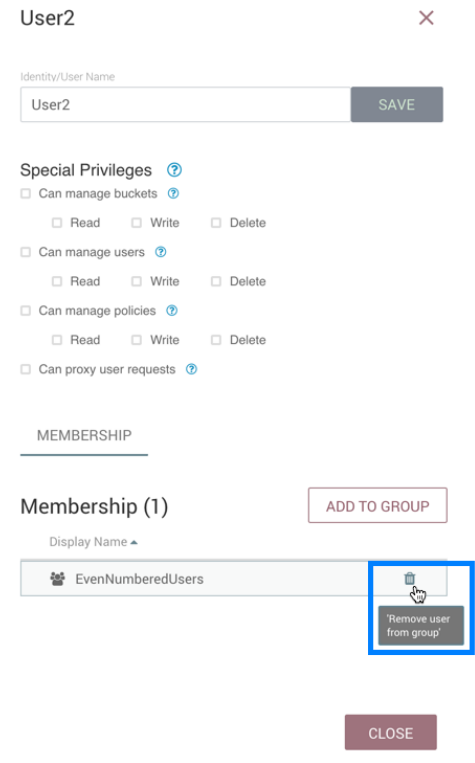 User2
Identity/User Name
User2
SAVE
Special Privileges
Can manage buckets
Read Write Delete
Can manage users
Read Write Delete
Can manage policies
Read Write Delete
Can proxy user requests
MEMBERSHIP
Membership (1)
ADD TO GROUP
Display Name
EvenNumberedUsers
'Remove user
from group'
CLOSE